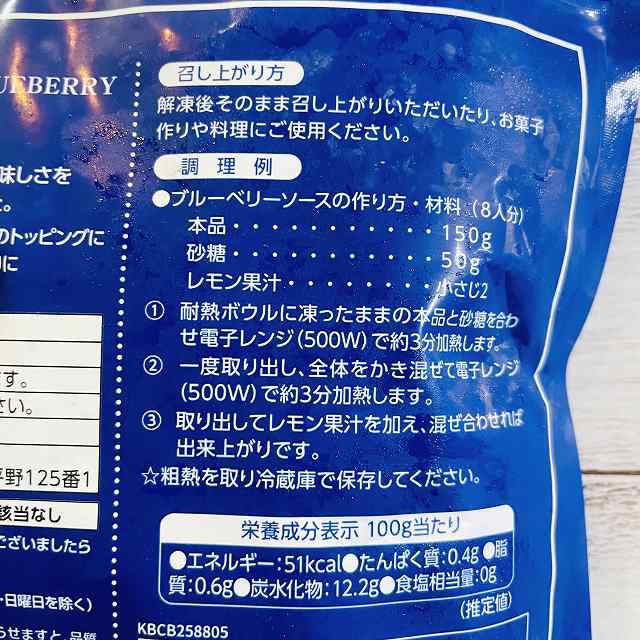 UEBERRY
味しさを
のトッピングに
に
す。
さい。
平野125番1
該当なし
ございましたら
・日曜日を除く)
らせますと、品質
召し上がり方
解凍後そのまま召し上がりいただいたり、お菓子
作りや料理にご使用ください。
調理例
●ブルーベリーソースの作り方・材料(8人分)
本品・・・・・・・・・・・・150g
砂糖・・・・・・・・・・・・50g
レモン果汁・・・・・・・・・小さじ2
① 耐熱ボウルに凍ったままの本品と砂糖を合わ
せ電子レンジ(500W)で約3分加熱します。
② 一度取り出し、全体をかき混ぜて電子レンジ
(500W)で約3分加熱します。
③ 取り出してレモン果汁を加え、混ぜ合わせれば
出来上がりです。
☆粗熱を取り冷蔵庫で保存してください。
栄養成分表示 100g当たり
●エネルギー:51kcal●たんぱく質:0.4g●脂
質:0.6g●炭水化物:12.2g●食塩相当量:0g
(推定値)
KBCB258805